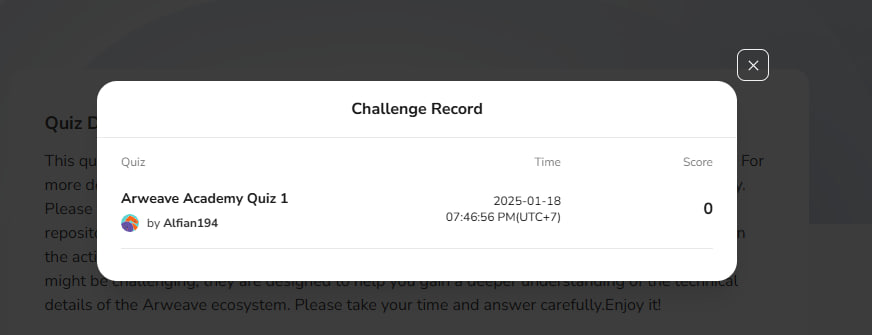 Challenge Record
Quiz D
This qu
For
more d
y.
Please
reposito
n
the acti
might be challenging, they are designed to help you gain a deeper understanding of the technical
details of the Arweave ecosystem. Please take your time and answer carefully.Enjoy it!
Quiz Time Score
Arweave Academy Quiz 1
2025-01-18
by Alfian194
07:46:56 PM(UTC+7)
0